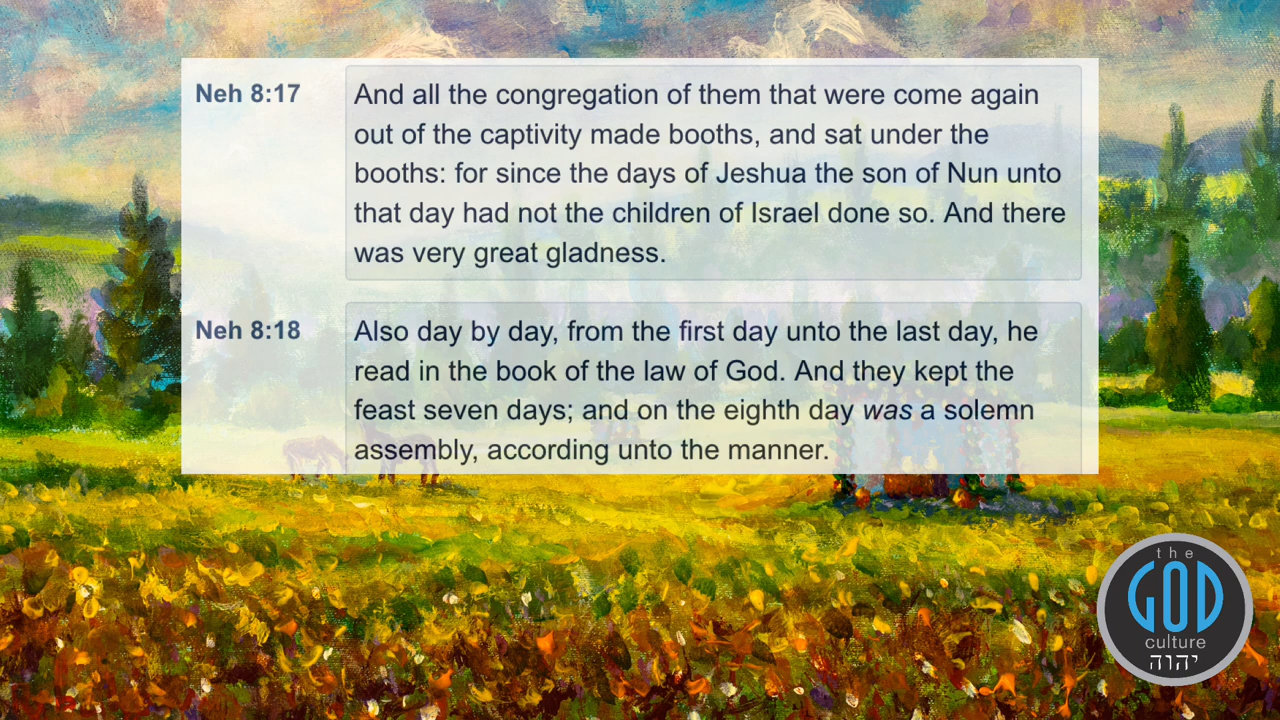 Neh 8:17
And all the congregation of them that were come again
out of the captivity made booths, and sat under the
booths: for since the days of Jeshua the son of Nun unto
that day had not the children of Israel done so. And there
was very great gladness.
Neh 8:18
Also day by day, from the first day unto the last day, he
read in the book of the law of God. And they kept the
feast seven days; and on the eighth day was a solemn
assembly, according unto the manner.
the
GOD
culture
יהוה